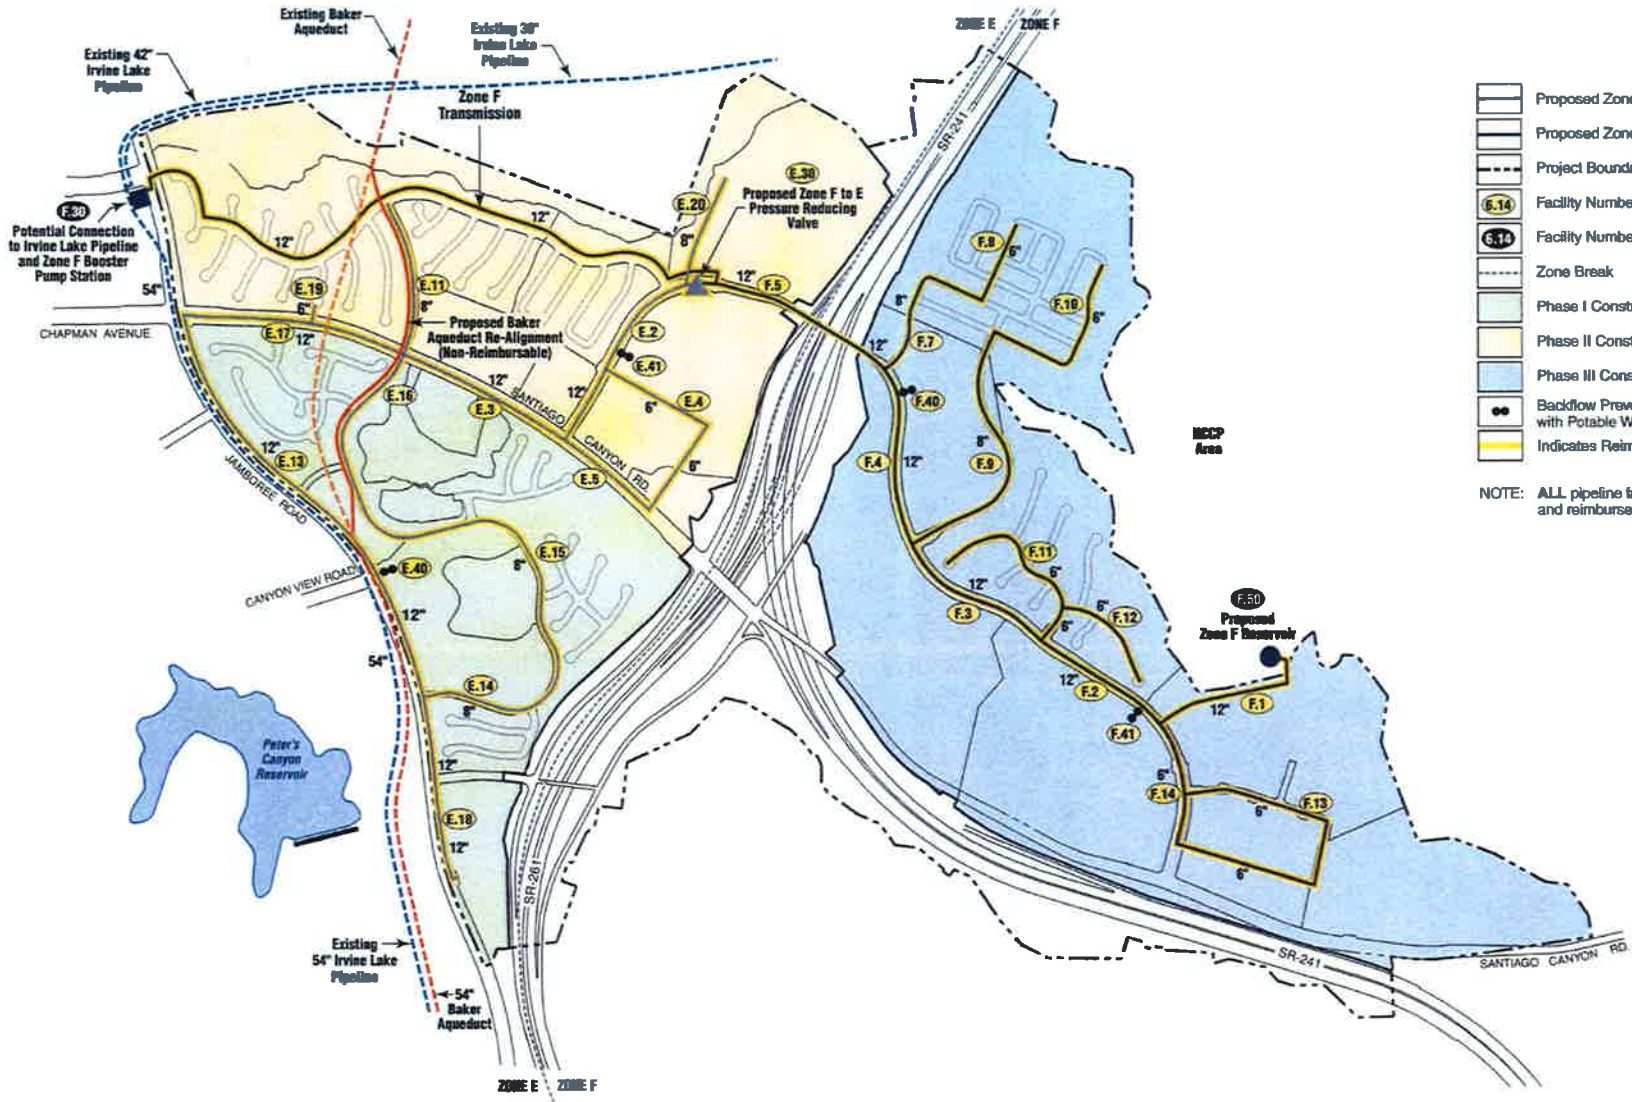 Existing Baker
Aqueduct
Existing 42"
Irvine Lake
Pipeline
Existing 30"
Irvine Lake
Pipeline
Zone F
Transmission
ZONE E
ZONE F
SR-241
F.30
Potential Connection
to Irvine Lake Pipeline
and Zone F Booster
Pump Station
12"
12"
E.20
8"
E.30
Proposed Zone F to E
Pressure Reducing
Valve
12"
F.5
54"
CHAPMAN AVENUE
E.19
6"
E.17
12"
E.11
8"
Proposed Baker
Aqueduct Re-Alignment
(Non-Reimbursable)
E.2
E.41
12"
6"
E.4
6"
12"
SANTIAGO
CANYON
RD.
E.16
E.3
E.5
12"
E.13
JAMBOREE ROAD
E.15
8"
CANYON VIEW ROAD
E.40
12"
54"
E.14
8"
12"
E.18
12"
Peter's
Canyon
Reservoir
SR-261
Existing
54" Irvine Lake
Pipeline
54"
Baker
Aqueduct
ZONE E
ZONE F
F.8
6"
8"
F.10
6"
F.7
12"
F.40
F.4
12"
8"
F.9
NCCP
Area
F.11
6"
12"
F.3
6"
F.12
F.50
Proposed
Zone F Reservoir
12"
F.2
F.41
12"
F.1
6"
F.14
6"
F.13
6"
SR-241
SANTIAGO CANYON RD.
Proposed Zone
Proposed Zone
Project Bounda
6.14
Facility Numbe
6.14
Facility Numbe
Zone Break
Phase I Constr
Phase II Const
Phase III Cons
Backflow Preve
with Potable W
Indicates Reim
NOTE: ALL pipeline fa
and reimburse